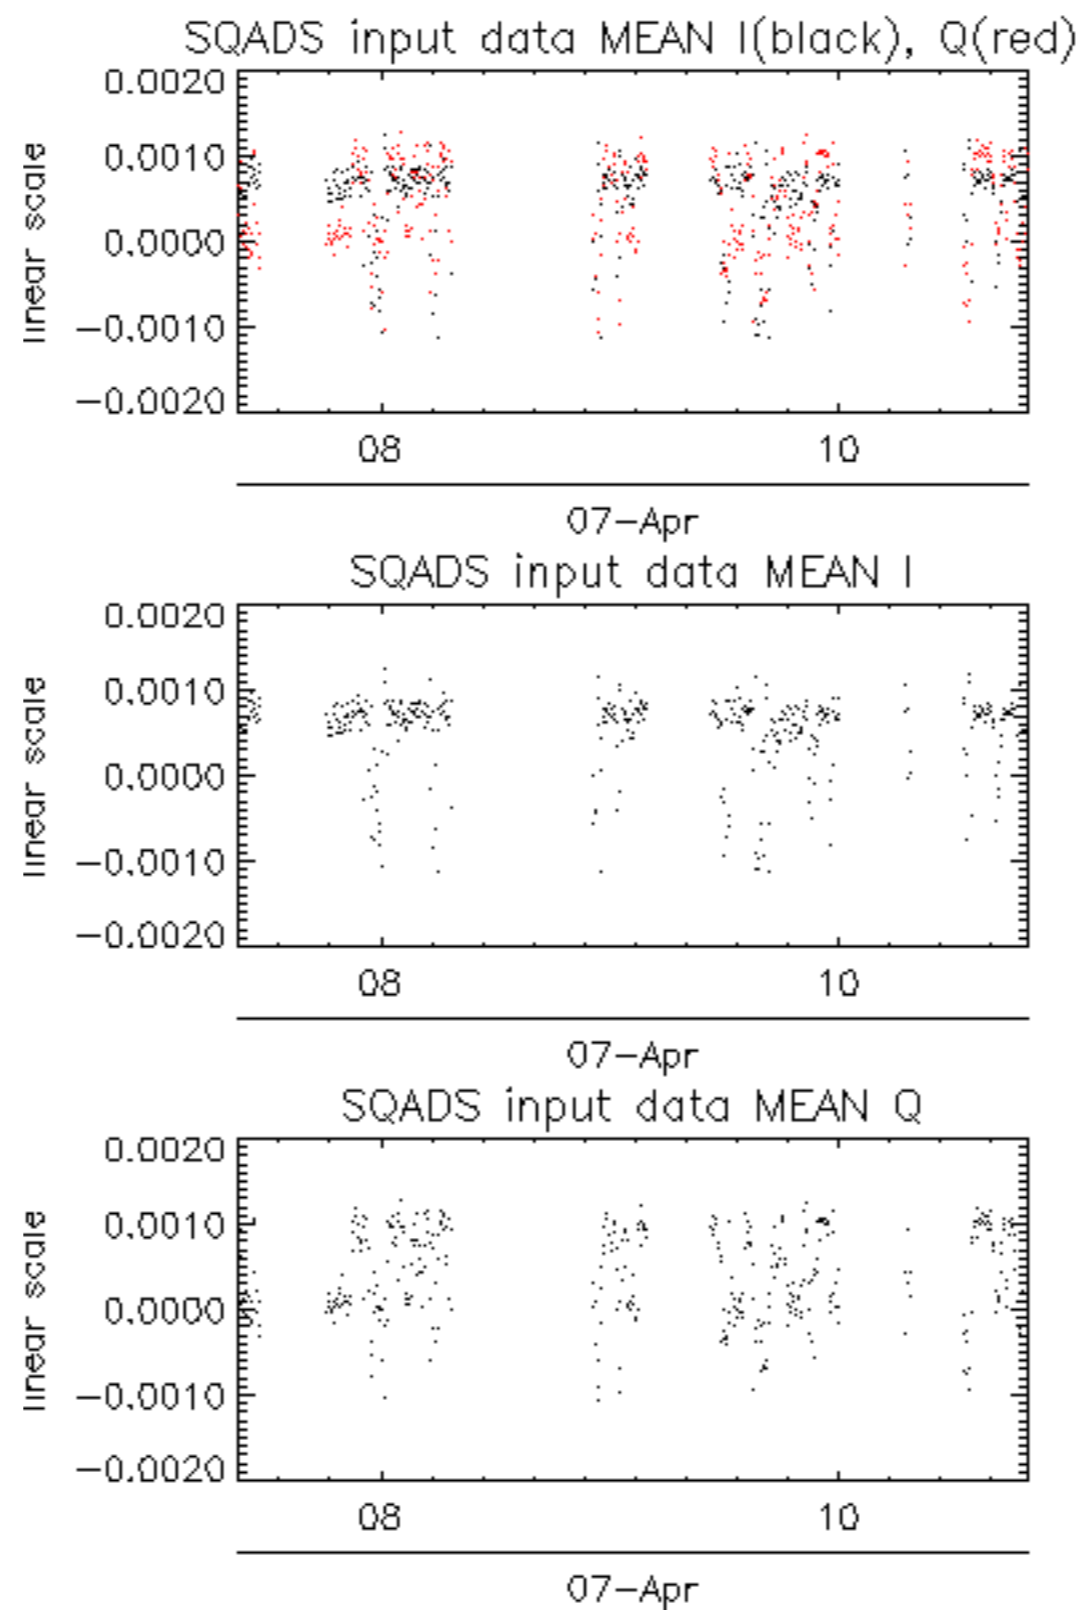 SQADS input data MEAN I(black), Q(red)
0.0020
0.0010
0.0000
−0.0010
−0.0020
linear scale
08 10
07−Apr
SQADS input data MEAN I
0.0020
0.0010
0.0000
−0.0010
−0.0020
linear scale
08 10
07−Apr
SQADS input data MEAN Q
0.0020
0.0010
0.0000
−0.0010
−0.0020
linear scale
08 10
07−Apr